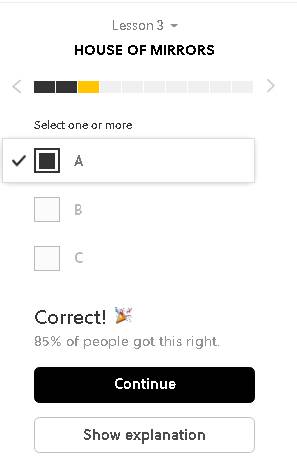 Lesson 3
HOUSE OF MIRRORS
Select one or more
A
B
C
Correct!
85% of people got this right.
Continue
Show explanation